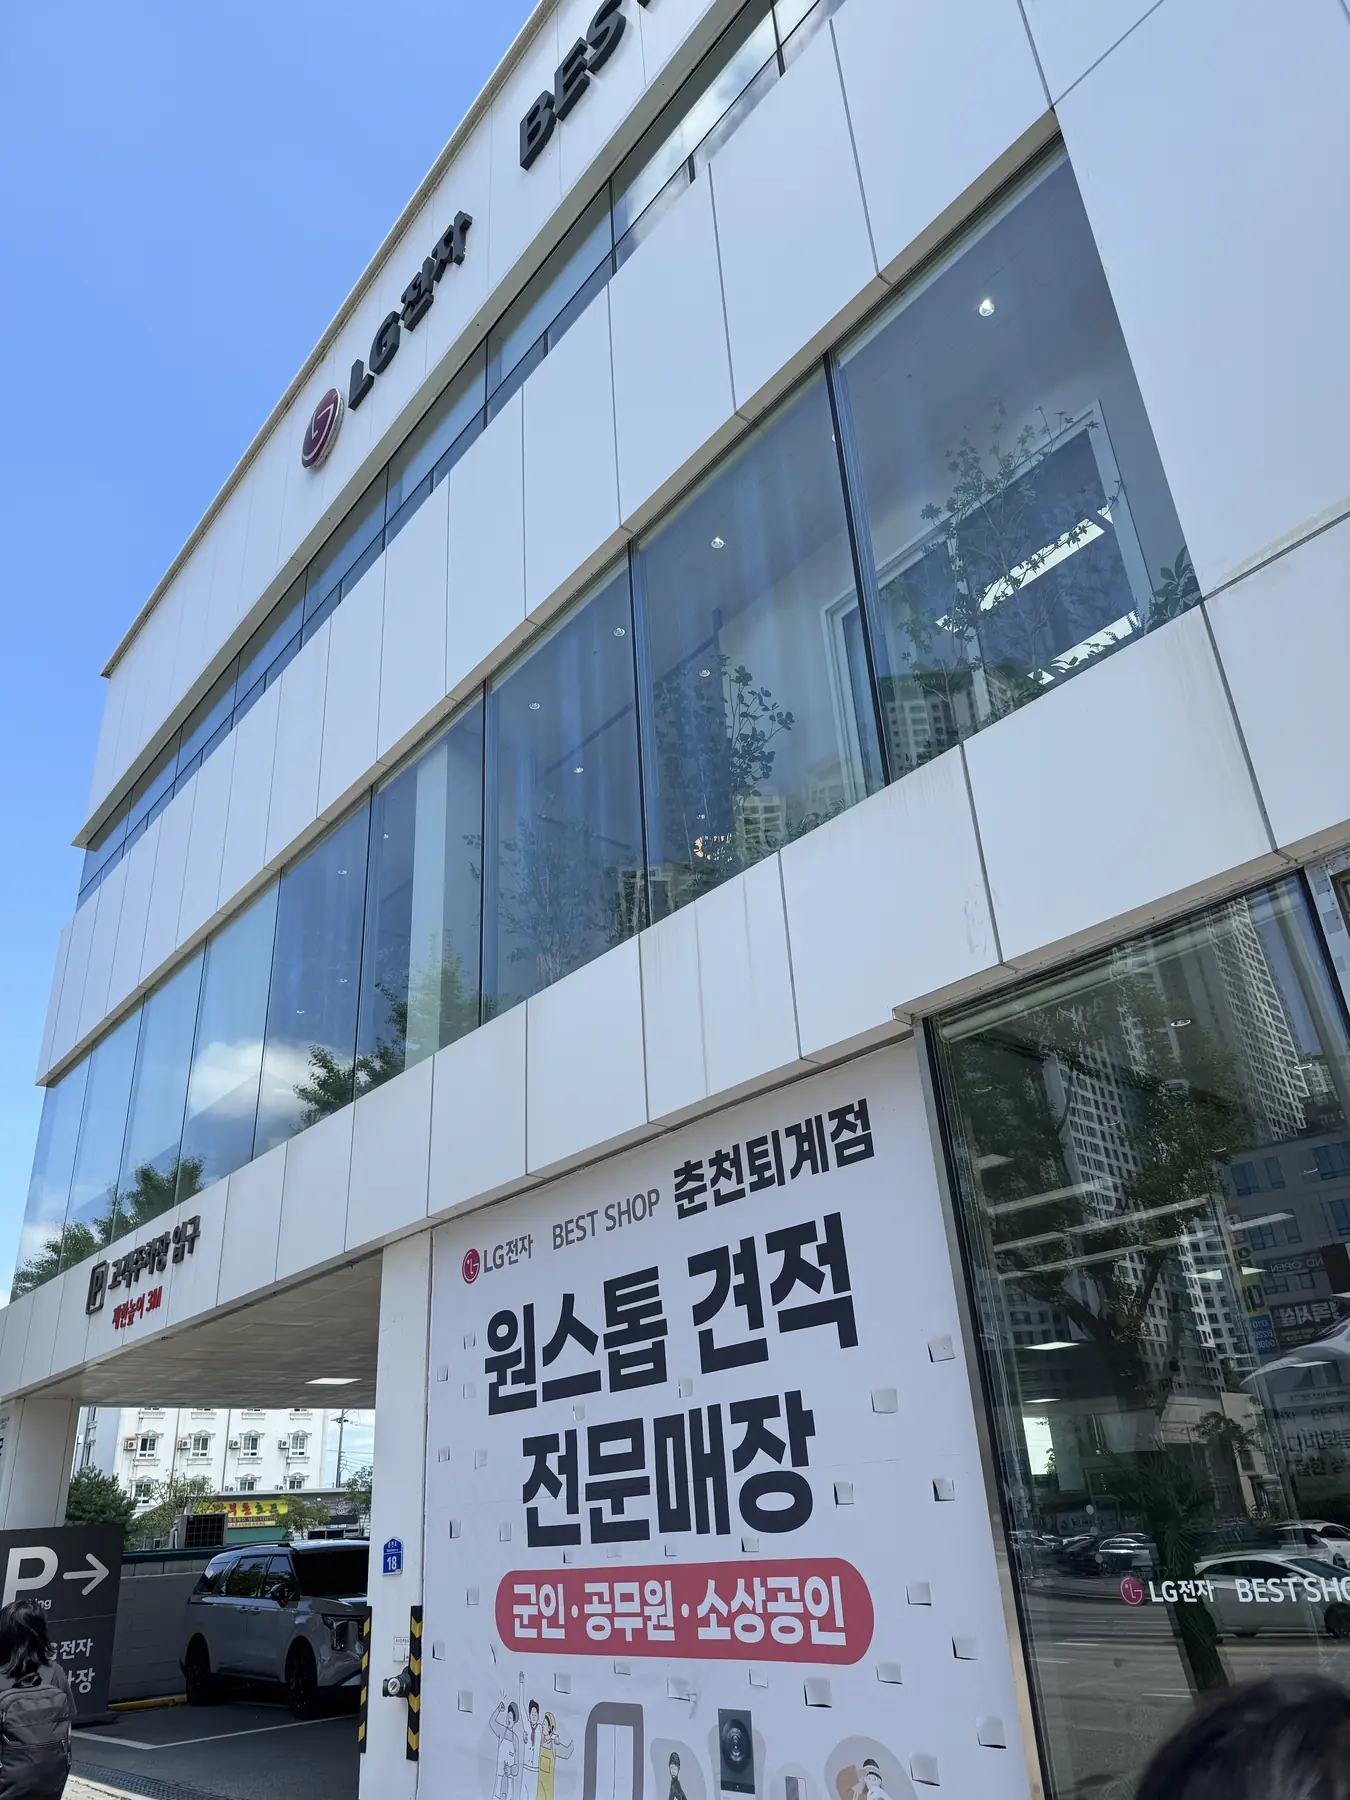 BEST
LG전자
P 고객주차장 입구
제한높이 3M
LG전자 BEST SHOP 춘천퇴계점
원스톱 견적
전문매장
군인·공무원·소상공인
18
P→
LG전자 BEST SHO